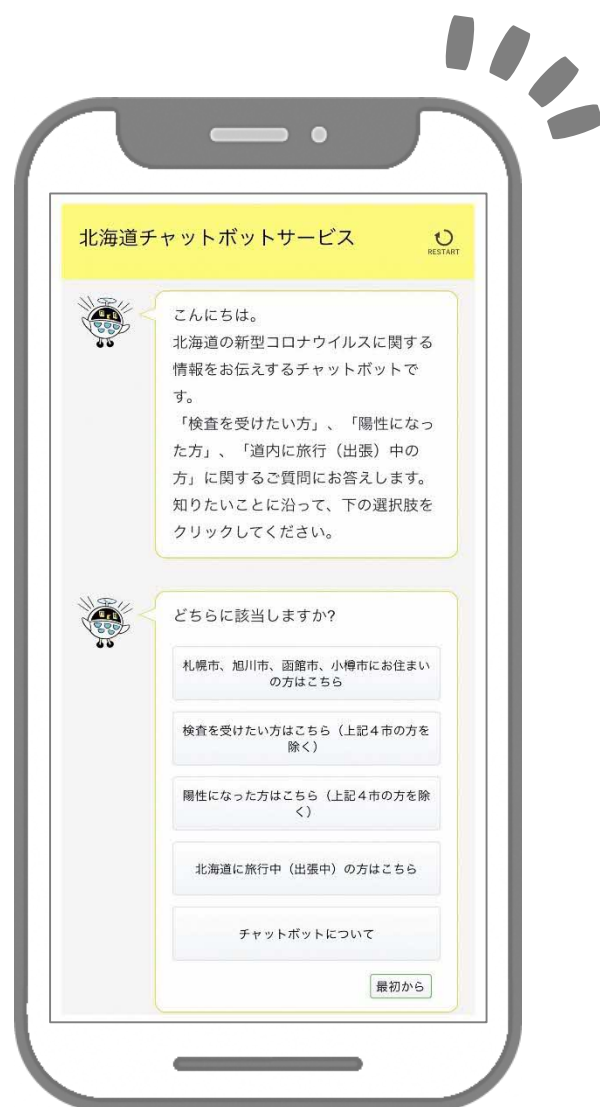 北海道チャットボットサービス
RESTART
こんにちは。
北海道の新型コロナウイルスに関する
情報をお伝えするチャットボットで
す。
「検査を受けたい方」、「陽性になっ
た方」、「道内に旅行（出張）中の
方」に関するご質問にお答えします。
知りたいことに沿って、下の選択肢を
クリックしてください。
どちらに該当しますか?
札幌市、旭川市、函館市、小樽市にお住まい
の方はこちら
検査を受けたい方はこちら（上記４市の方を
除く）
陽性になった方はこちら（上記４市の方を除
く）
北海道に旅行中（出張中）の方はこちら
チャットボットについて
最初から